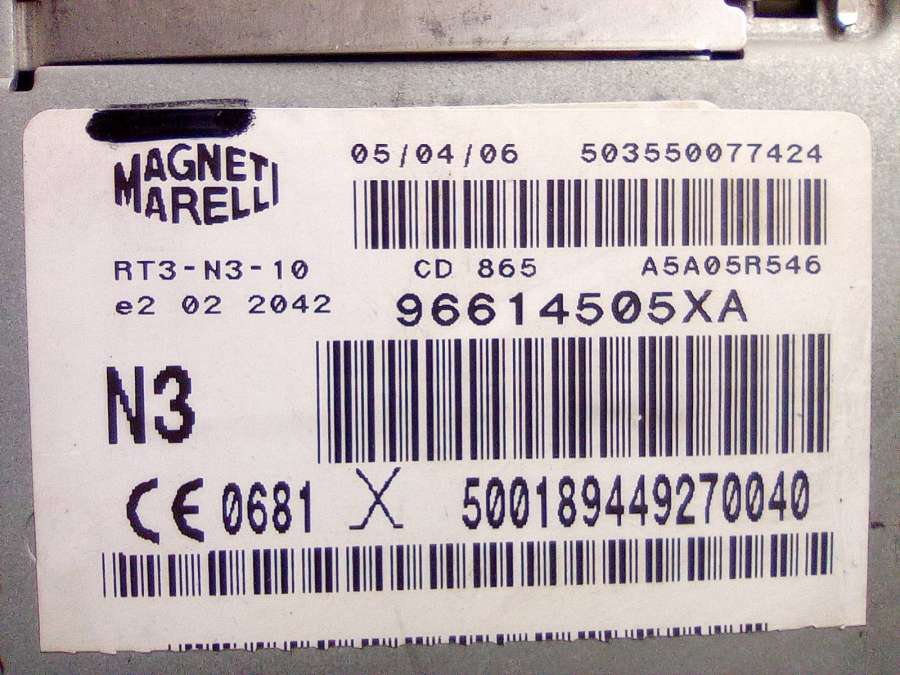 MAGNETI
MARELLI
05/04/06 503550077424
RT3-N3-10 CD 865 A5A05R546
e2 02 2042 96614505XA
N3
CE 0681 500189449270040